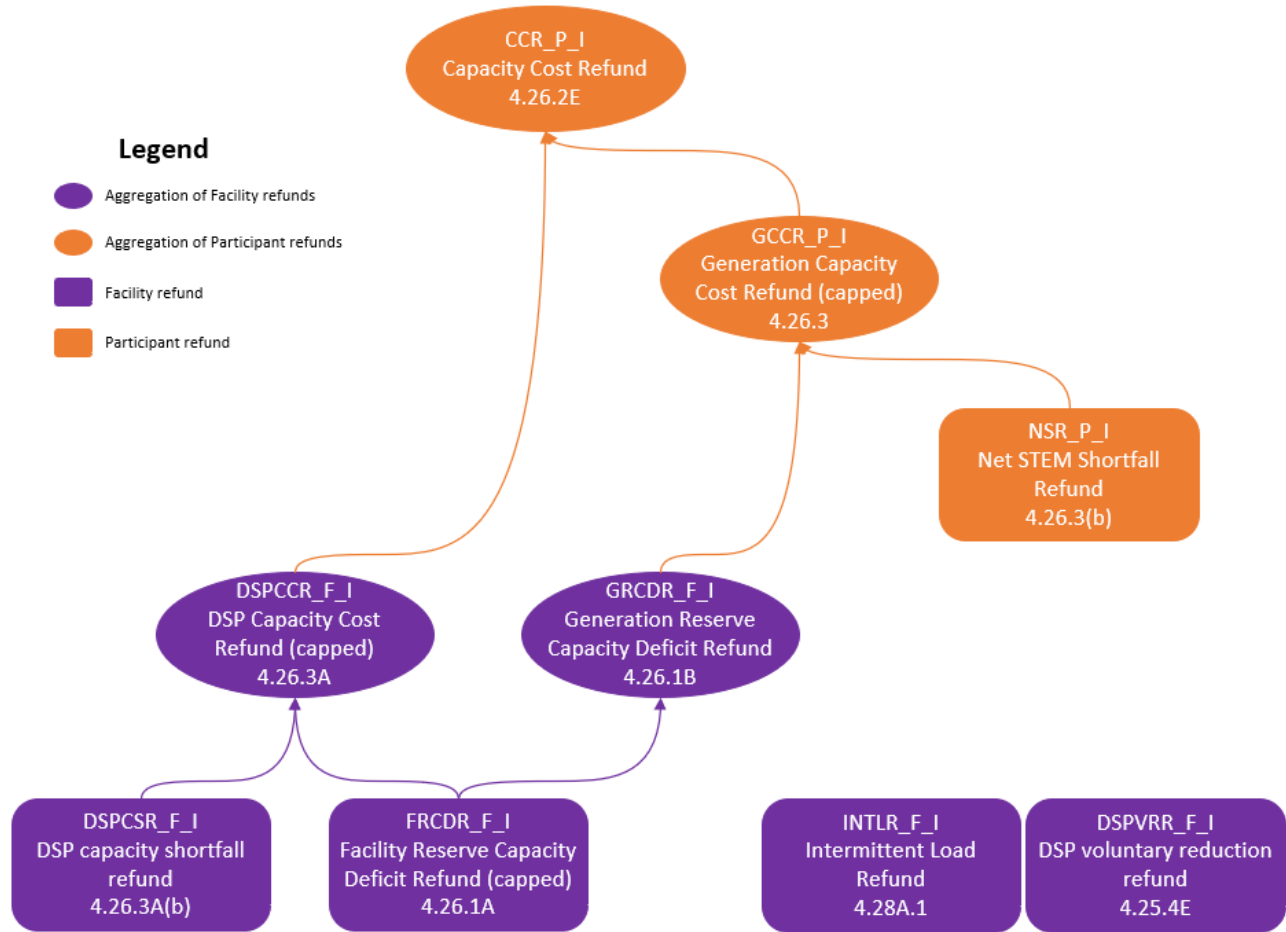 CCR_P_I
Capacity Cost Refund
4.26.2E
Legend
Aggregation of Facility refunds
Aggregation of Participant refunds
Facility refund
Participant refund
GCCR_P_I
Generation Capacity
Cost Refund (capped)
4.26.3
NSR_P_I
Net STEM Shortfall
Refund
4.26.3(b)
DSPCCR_F_I
DSP Capacity Cost
Refund (capped)
4.26.3A
GRCDR_F_I
Generation Reserve
Capacity Deficit Refund
4.26.1B
DSPCSR_F_I
DSP capacity shortfall
refund
4.26.3A(b)
FRCDR_F_I
Facility Reserve Capacity
Deficit Refund (capped)
4.26.1A
INTLR_F_I
Intermittent Load
Refund
4.28A.1
DSPVRR_F_I
DSP voluntary reduction
refund
4.25.4E